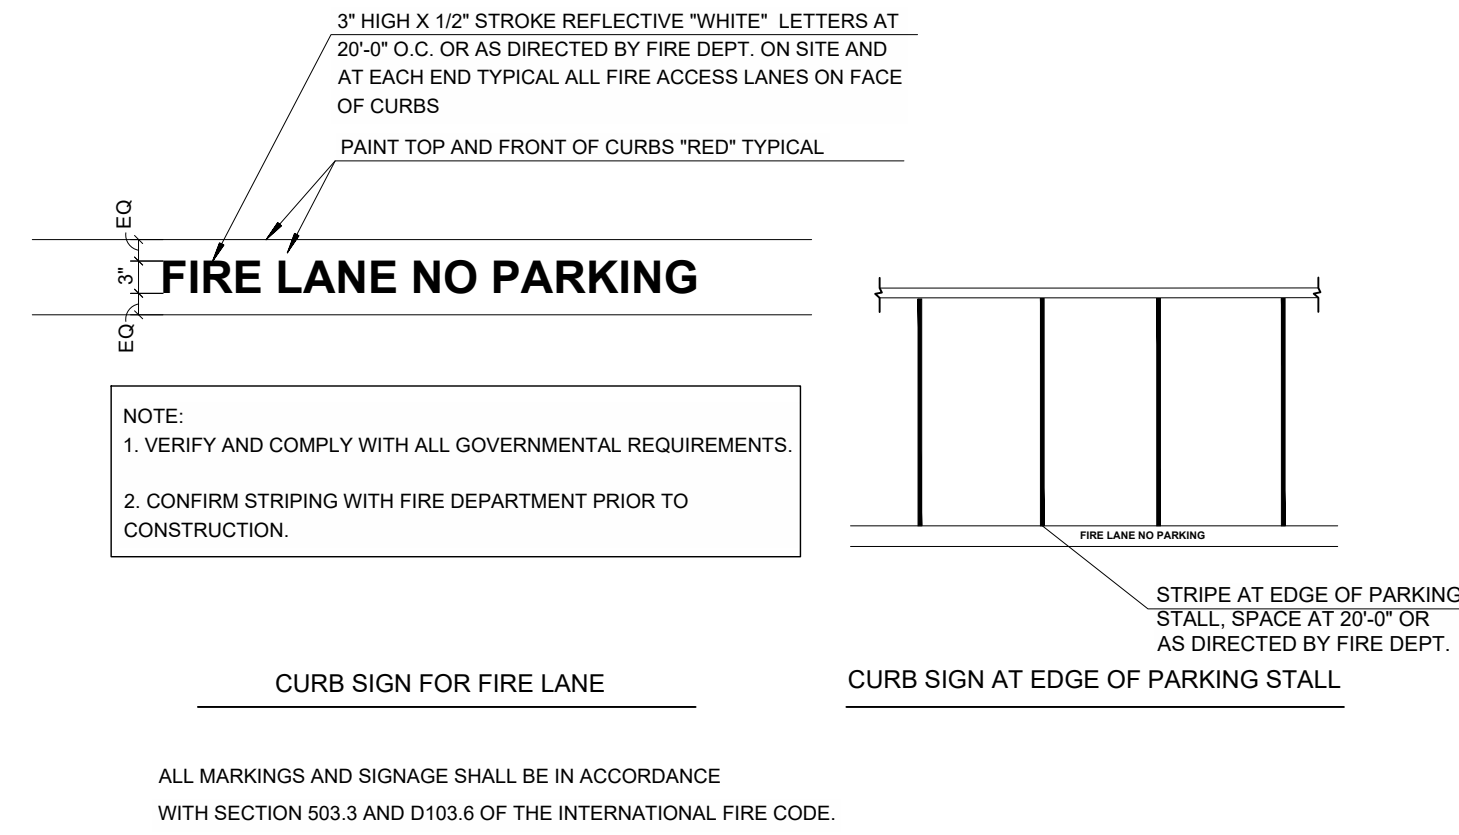 3" HIGH X 1/2" STROKE REFLECTIVE "WHITE" LETTERS AT
20'-0" O.C. OR AS DIRECTED BY FIRE DEPT. ON SITE AND
AT EACH END TYPICAL ALL FIRE ACCESS LANES ON FACE
OF CURBS
PAINT TOP AND FRONT OF CURBS "RED" TYPICAL
EQ
3"
EQ
FIRE LANE NO PARKING
NOTE:
1. VERIFY AND COMPLY WITH ALL GOVERNMENTAL REQUIREMENTS.
2. CONFIRM STRIPING WITH FIRE DEPARTMENT PRIOR TO
CONSTRUCTION.
FIRE LANE NO PARKING
STRIPE AT EDGE OF PARKING
STALL, SPACE AT 20'-0" OR
AS DIRECTED BY FIRE DEPT.
CURB SIGN FOR FIRE LANE
CURB SIGN AT EDGE OF PARKING STALL
ALL MARKINGS AND SIGNAGE SHALL BE IN ACCORDANCE
WITH SECTION 503.3 AND D103.6 OF THE INTERNATIONAL FIRE CODE.